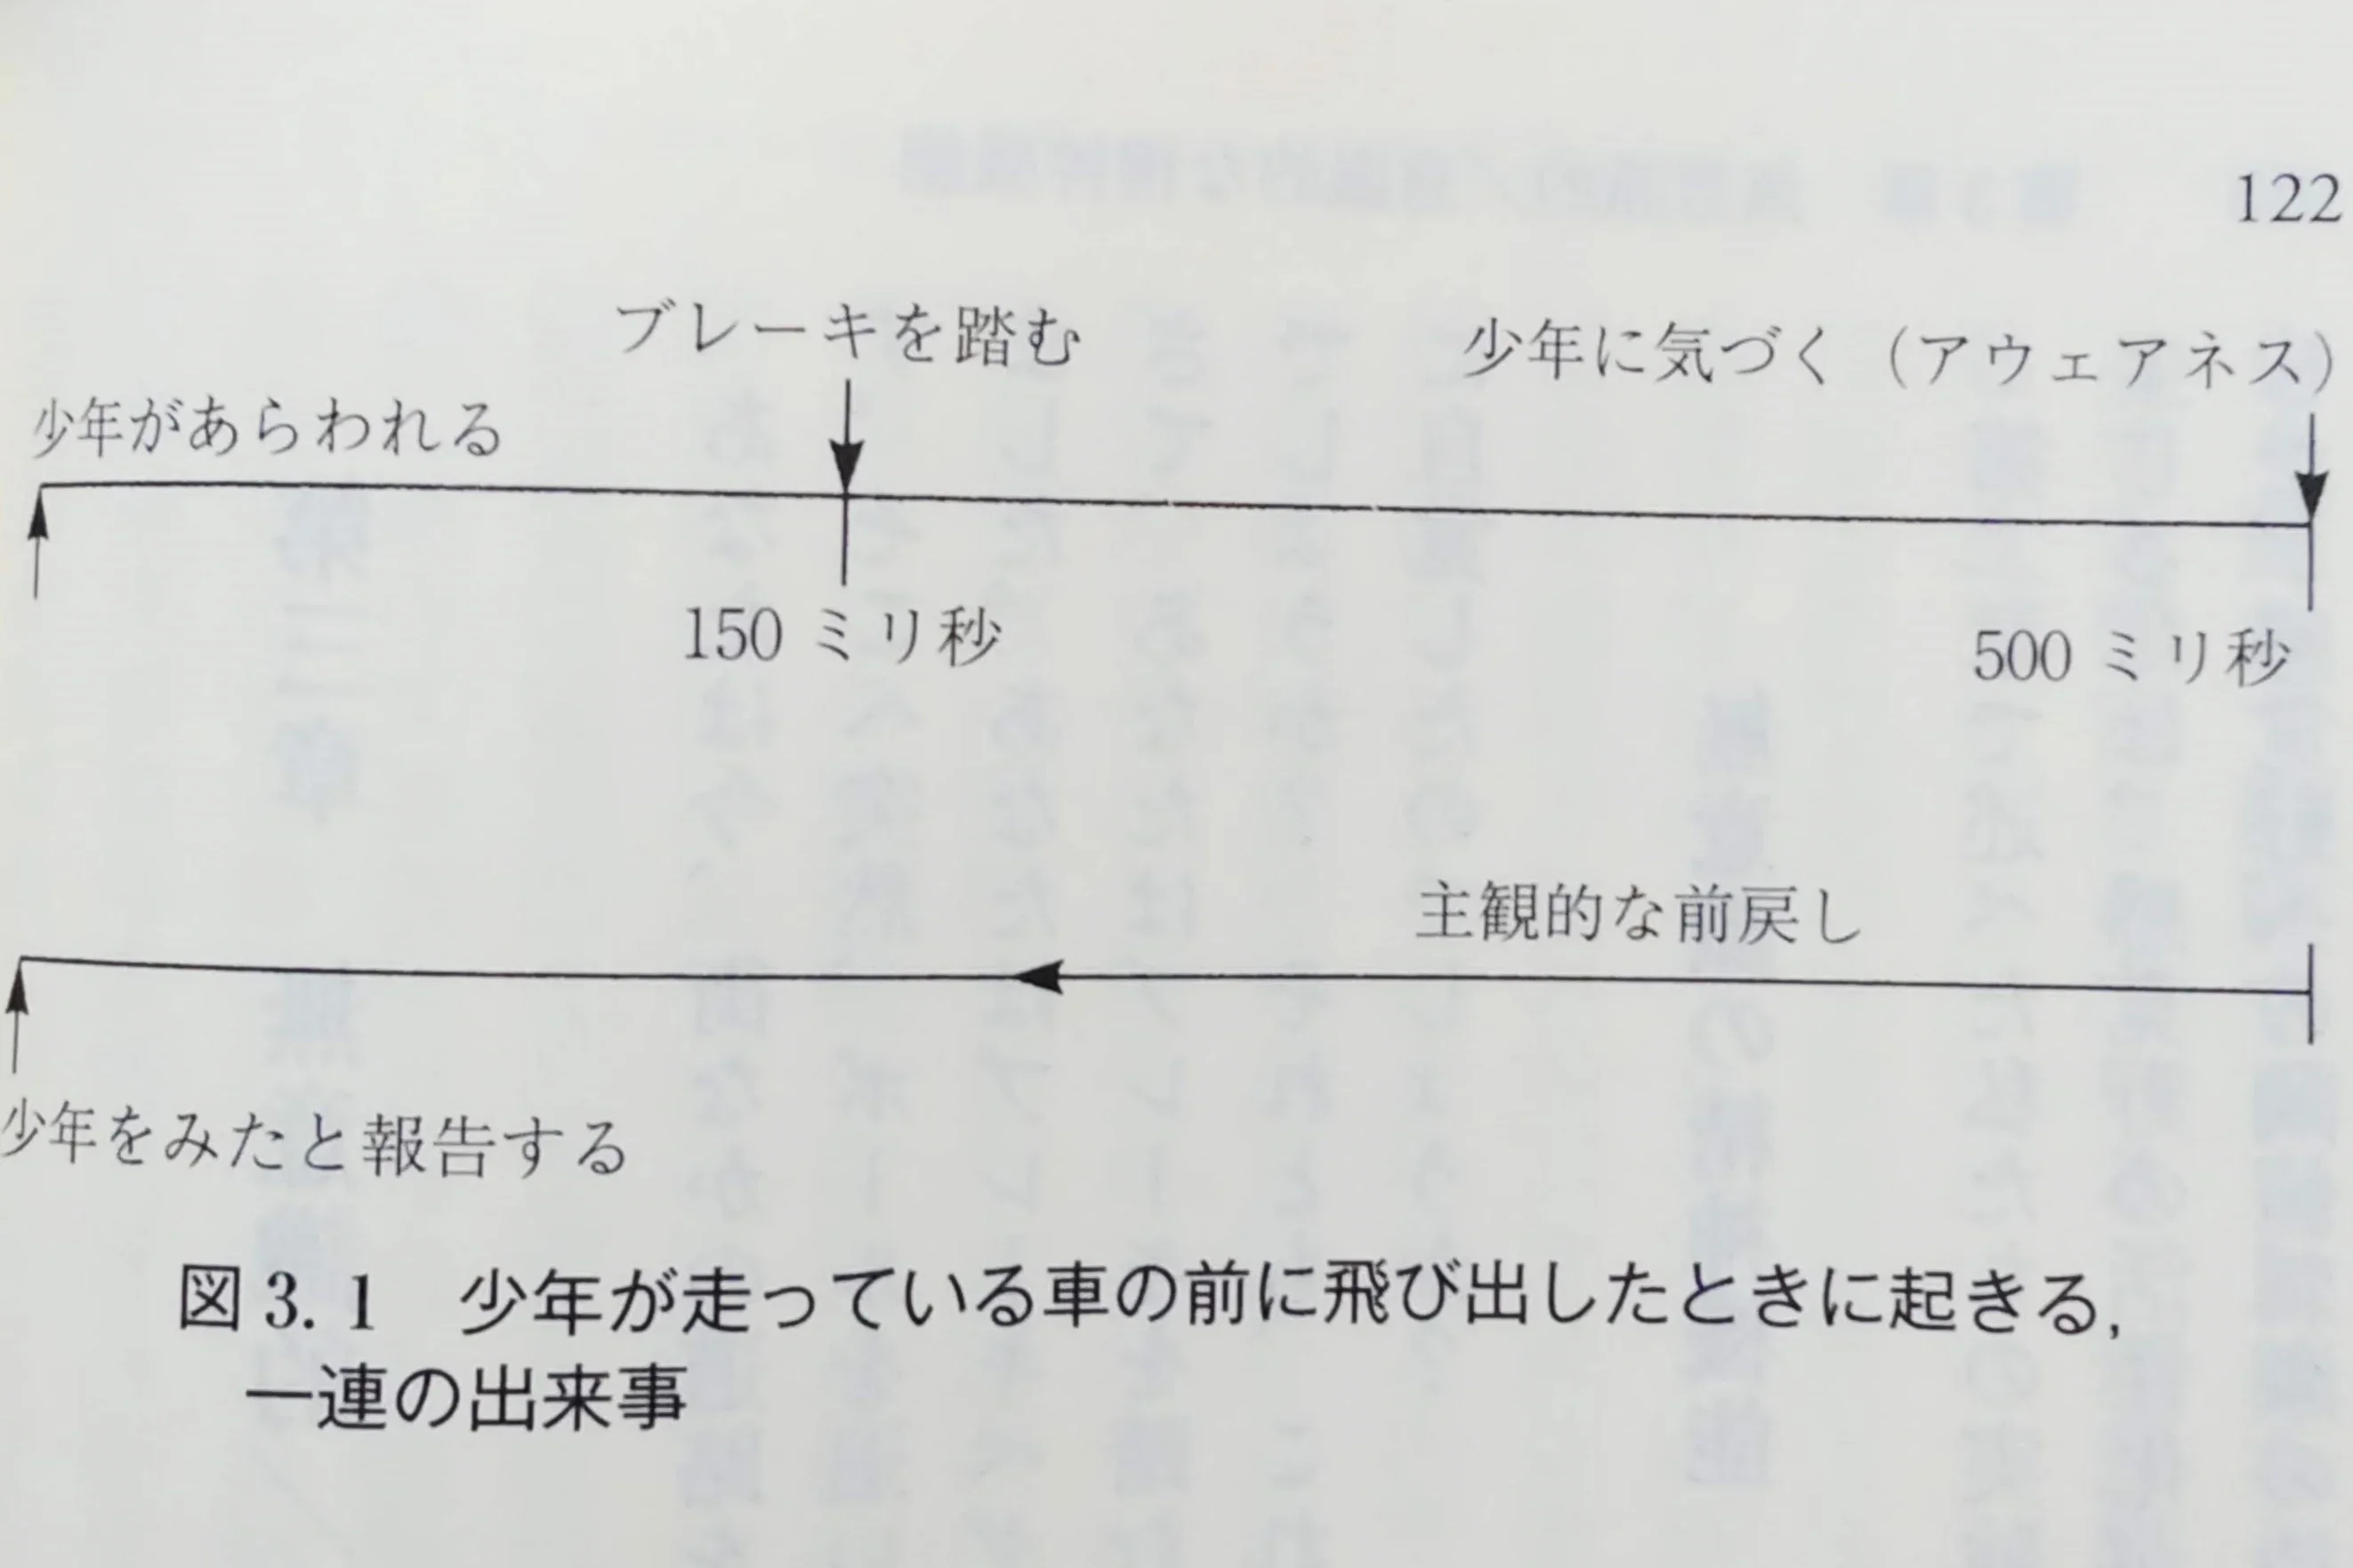 122
ブレーキを踏む
少年に気づく（アウェアネス）
少年があらわれる
150 ミリ秒
500 ミリ秒
主観的な前戻し
少年をみたと報告する
図 3. 1　少年が走っている車の前に飛び出したときに起きる，
一連の出来事